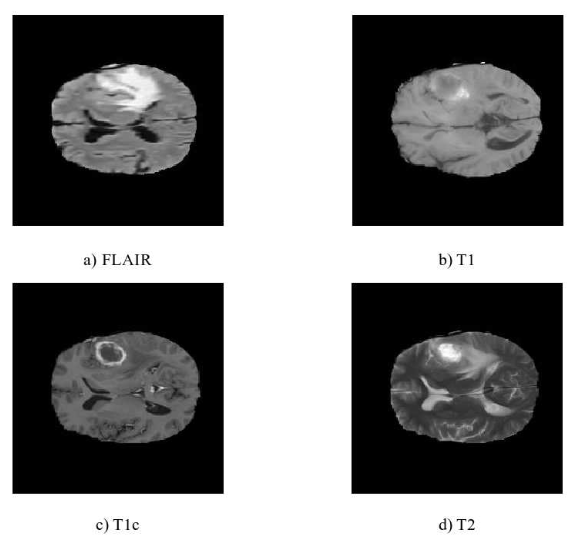 a) FLAIR
b) T1
c) T1c
d) T2